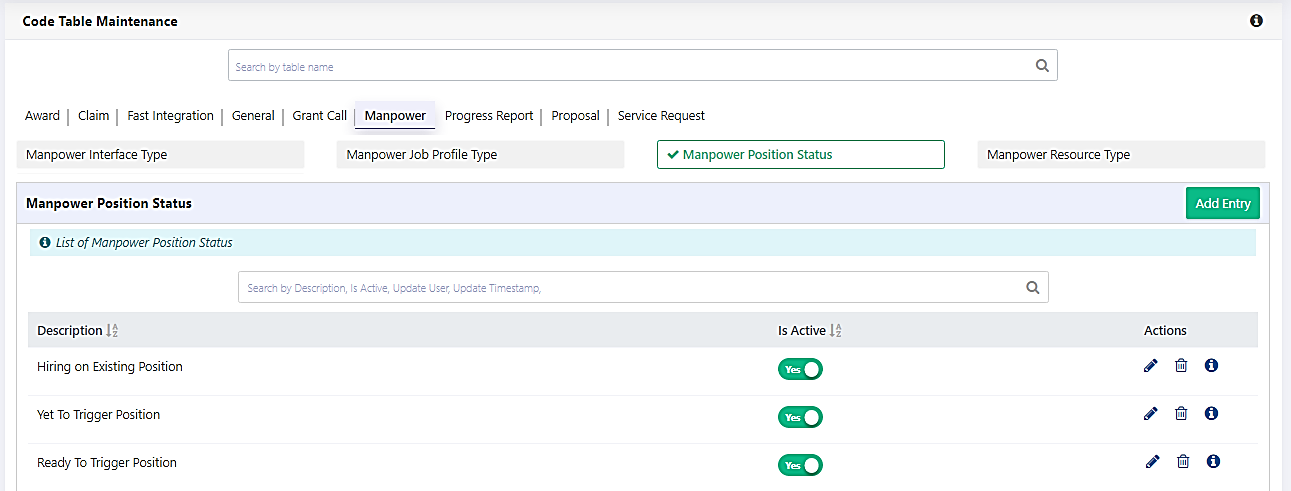 Code Table Maintenance
Search by table name
Award | Claim | Fast Integration | General | Grant Call | Manpower Progress Report | Proposal | Service Request
Manpower Interface Type Manpower Job Profile Type Manpower Position Status Manpower Resource Type
Manpower Position Status Add Entry
List of Manpower Position Status
Search by Description, Is Active, Update User, Update Timestamp,
Description Is Active Actions
Hiring on Existing Position Yes
Yet To Trigger Position Yes
Ready To Trigger Position Yes